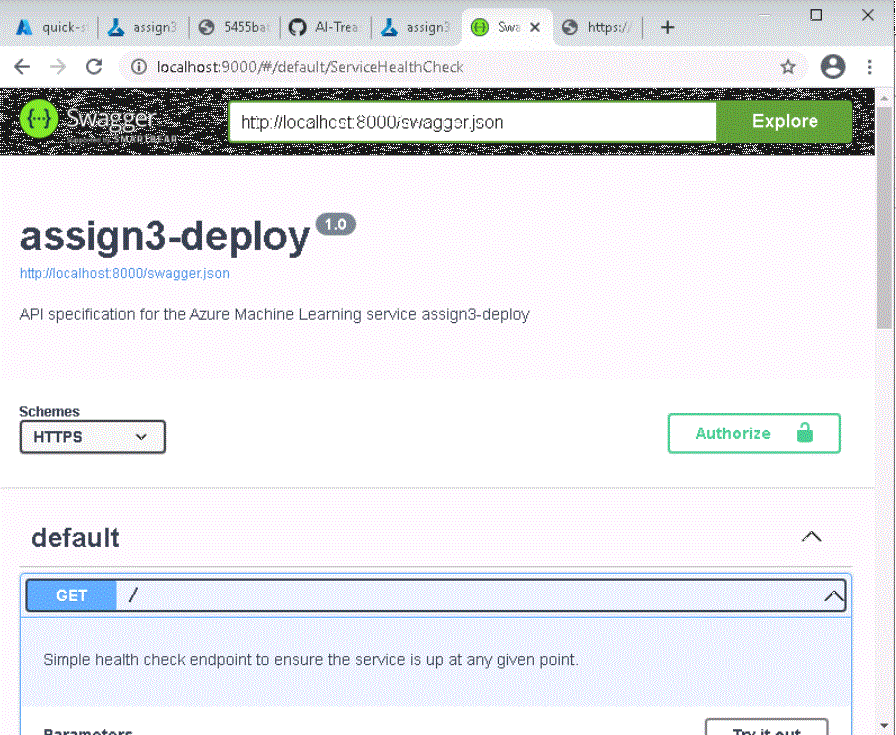 quick-s
assign3
5455bat
AI-Trea
assign3
Swa
https:/
localhost:9000/#/default/ServiceHealthCheck
Swagger
http://localhost:8000/swagger.json
Explore
assign3-deploy 1.0
http://localhost:8000/swagger.json
API specification for the Azure Machine Learning service assign3-deploy
Schemes
HTTPS
Authorize
default
GET /
Simple health check endpoint to ensure the service is up at any given point.
Parameters
Try it out